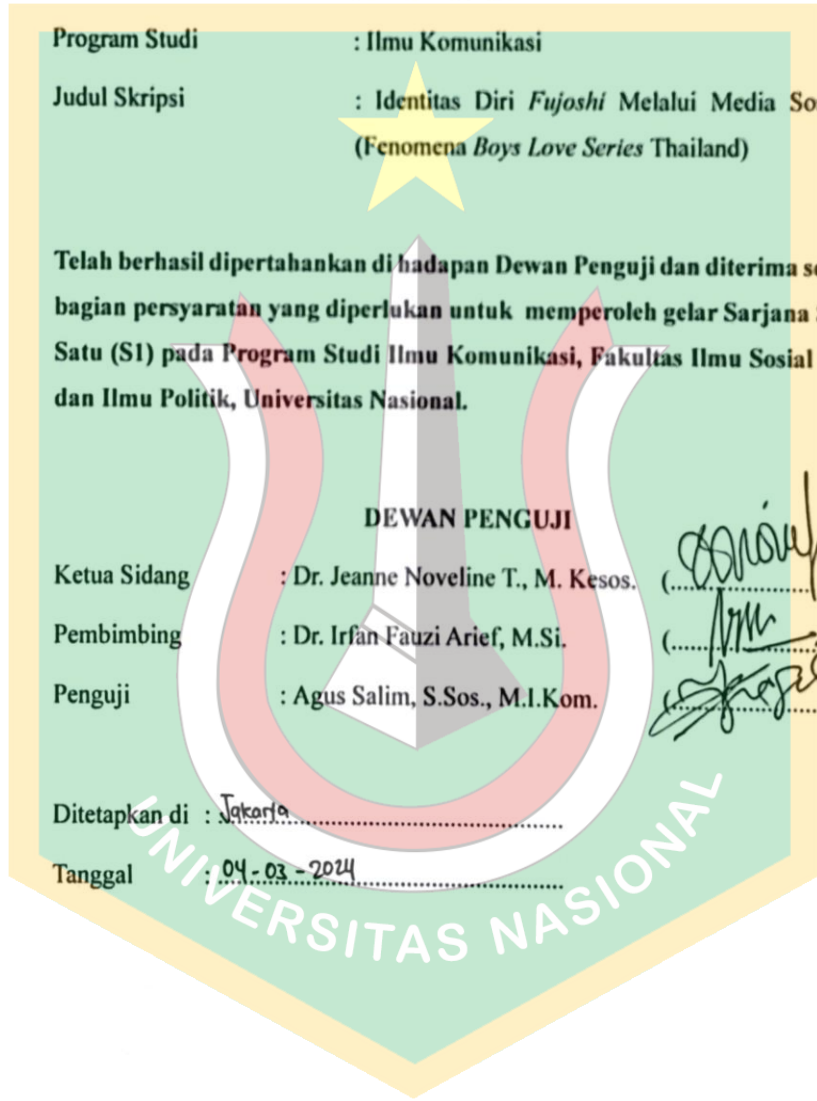 Program Studi : Ilmu Komunikasi
Judul Skripsi : Identitas Diri Fujoshi Melalui Media
(Fenomena Boys Love Series Thailand)
Telah berhasil dipertahankan di hadapan Dewan Penguji dan diterima
bagian persyaratan yang diperlukan untuk memperoleh gelar Sarjana
Satu (S1) pada Program Studi Ilmu Komunikasi, Fakultas Ilmu Sosial
dan Ilmu Politik, Universitas Nasional.
DEWAN PENGUJI
Ketua Sidang : Dr. Jeanne Noveline T., M. Kesos. (....................
Pembimbing : Dr. Irfan Fauzi Arief, M.Si. (....................
Penguji : Agus Salim, S.Sos., M.I.Kom. (....................
Ditetapkan di : Jakarta
Tanggal : 04-03-2024
UNIVERSITAS NASIONAL